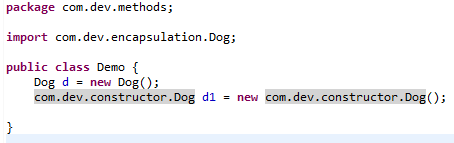 package com.dev.methods;
import com.dev.encapsulation.Dog;
public class Demo {
Dog d = new Dog();
com.dev.constructor.Dog d1 = new com.dev.constructor.Dog();
}